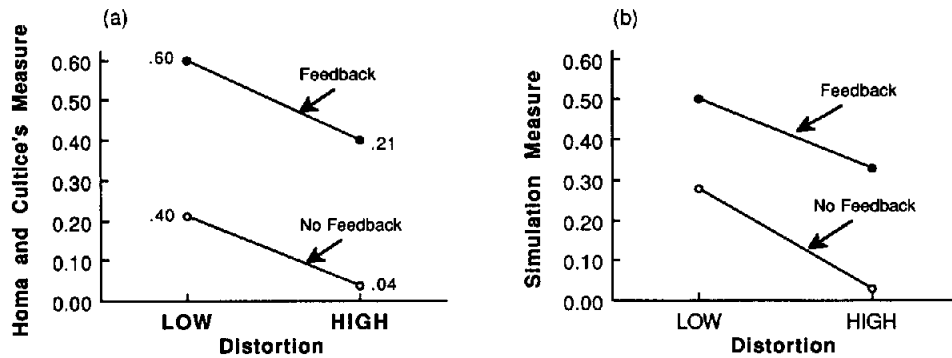 (a)
Homa and Cultice's Measure
0.60
0.50
0.40
0.30
0.20
0.10
0.00
.60
Feedback
.21
.40
No Feedback
.04
LOW
HIGH
Distortion
(b)
Simulation Measure
0.60
0.50
0.40
0.30
0.20
0.10
0.00
Feedback
No Feedback
LOW
HIGH
Distortion